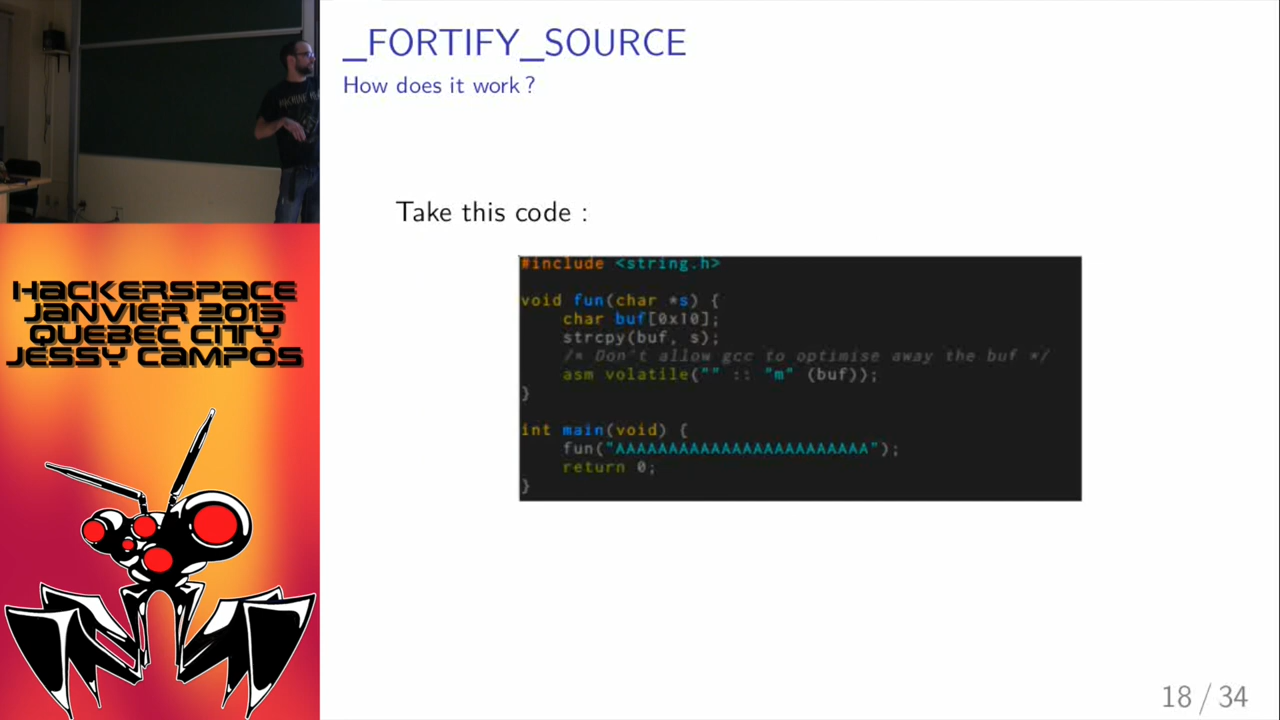 _FORTIFY_SOURCE
How does it work ?
Take this code :
#include <string.h>
void fun(char *s) {
char buf[0x10];
strcpy(buf, s);
/* Don't allow gcc to optimise away the buf */
asm volatile("" :: "m" (buf));
}
int main(void) {
fun("AAAAAAAAAAAAAAAAAAAAAAAA");
return 0;
}
HACKERSPACE
JANVIER 2015
QUEBEC CITY
JESSY CAMPOS
18 / 34